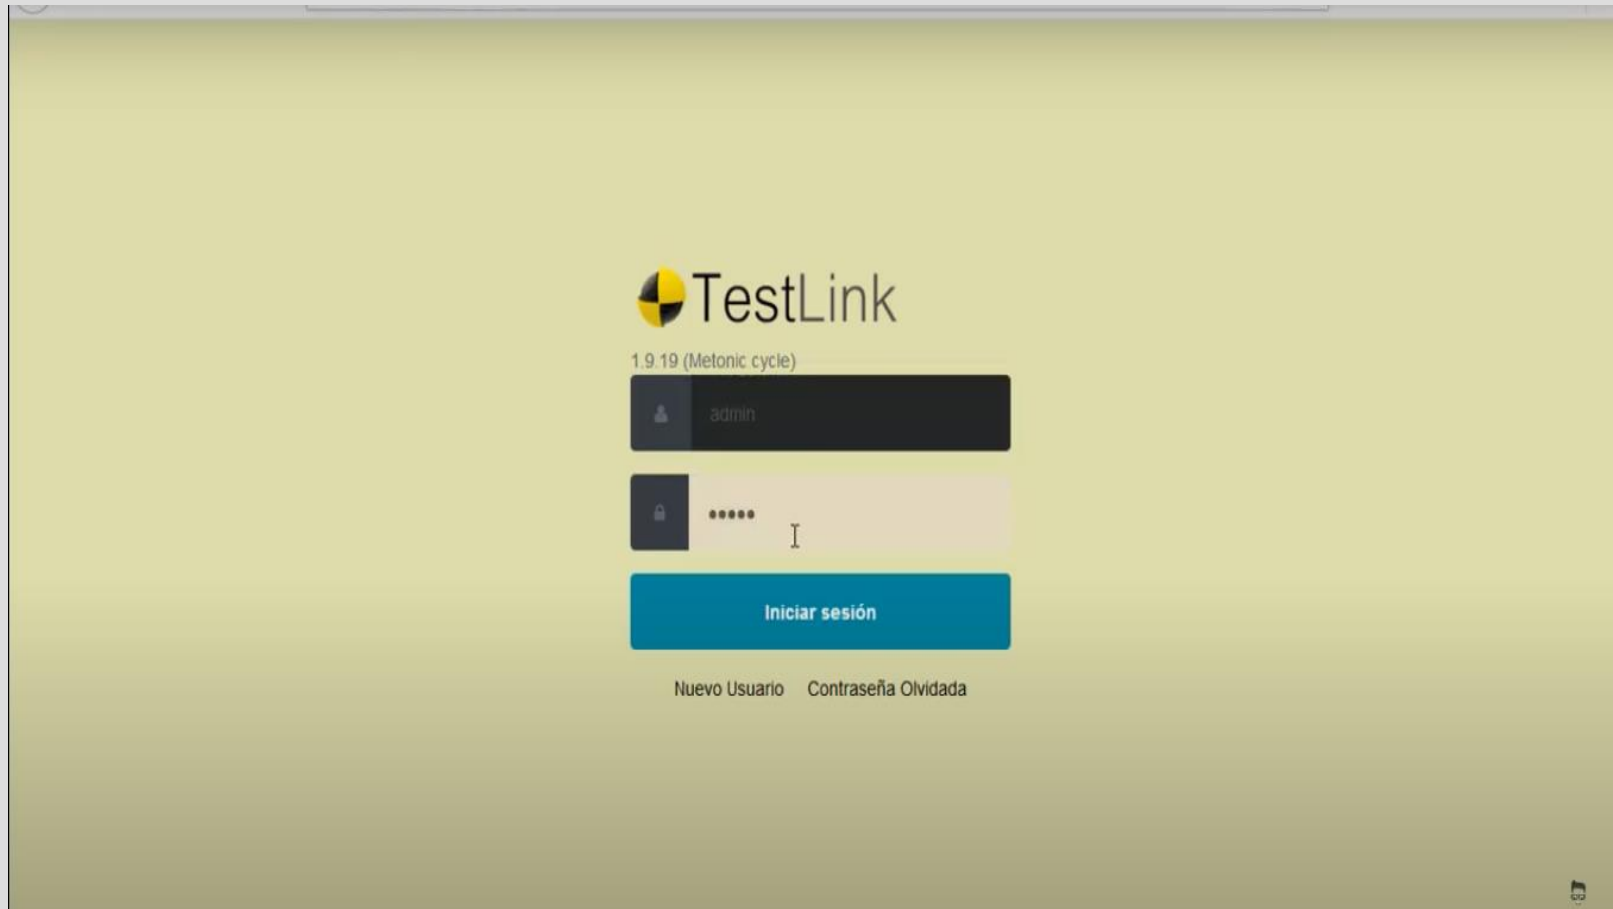 TestLink
1.9.19 (Metonic cycle)
admin
•••••
Iniciar sesión
Nuevo Usuario Contraseña Olvidada